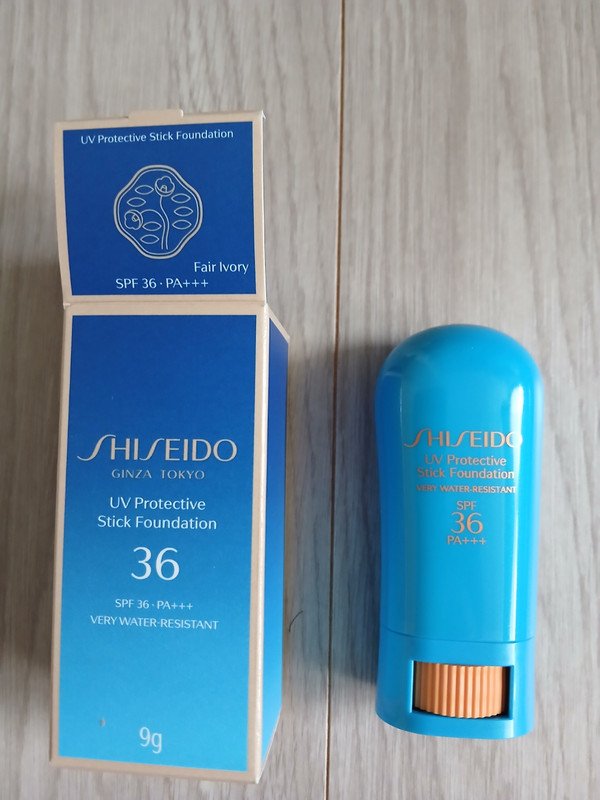 UV Protective Stick Foundation
Fair Ivory
SPF 36 · PA+++
SHISEIDO
GINZA TOKYO
UV Protective
Stick Foundation
36
SPF 36 · PA+++
VERY WATER-RESISTANT
9g
SHISEIDO
UV Protective
Stick Foundation
VERY WATER-RESISTANT
SPF
36
PA+++